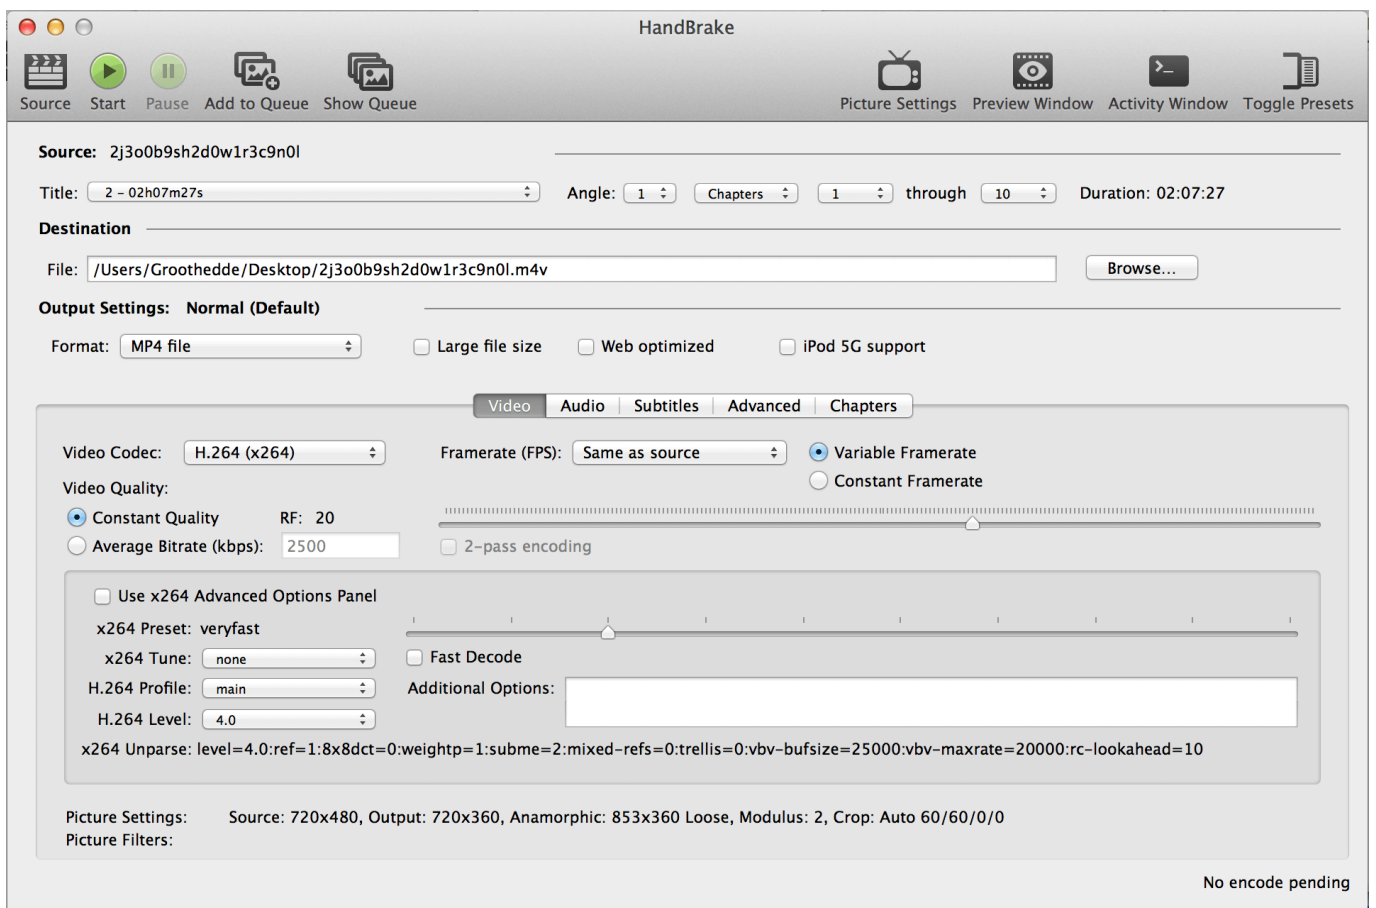 HandBrake
Source Start Pause Add to Queue Show Queue Picture Settings Preview Window Activity Window Toggle Presets
Source: 2j3o0b9sh2d0w1r3c9n0l
Title: 2 - 02h07m27s Angle: 1 Chapters 1 through 10 Duration: 02:07:27
Destination
File: /Users/Groothedde/Desktop/2j3o0b9sh2d0w1r3c9n0l.m4v Browse...
Output Settings: Normal (Default)
Format: MP4 file Large file size Web optimized iPod 5G support
Video Audio Subtitles Advanced Chapters
Video Codec: H.264 (x264) Framerate (FPS): Same as source Variable Framerate
Constant Framerate
Video Quality:
Constant Quality RF: 20
Average Bitrate (kbps): 2500 2-pass encoding
Use x264 Advanced Options Panel
x264 Preset: veryfast
x264 Tune: none Fast Decode
H.264 Profile: main Additional Options:
H.264 Level: 4.0
x264 Unparse: level=4.0:ref=1:8x8dct=0:weightp=1:subme=2:mixed-refs=0:trellis=0:vbv-bufsize=25000:vbv-maxrate=20000:rc-lookahead=10
Picture Settings: Source: 720x480, Output: 720x360, Anamorphic: 853x360 Loose, Modulus: 2, Crop: Auto 60/60/0/0
Picture Filters:
No encode pending